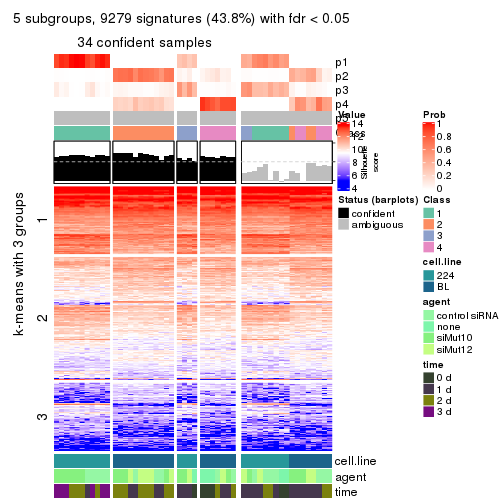 5 subgroups, 9279 signatures (43.8%) with fdr < 0.05
34 confident samples
p1
p2
p3
p4
Value
14
12
8
6
4
Silhouette
score
Prob
1
0.8
0.6
0.4
0.2
0
Status (barplots)
confident
ambiguous
Class
1
2
3
4
cell.line
224
BL
agent
control siRNA
none
siMut10
siMut12
time
0 d
1 d
2 d
3 d
k-means with 3 groups
1
2
3
cell.line
agent
time